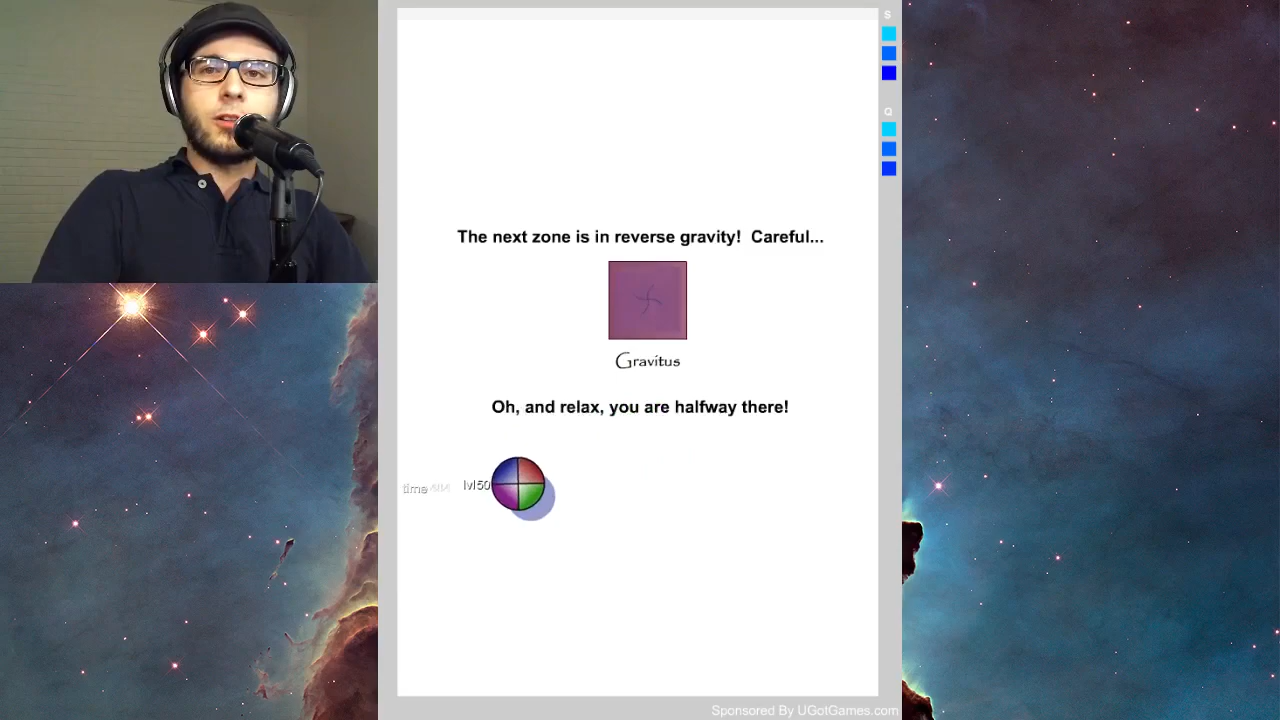 S
Q
The next zone is in reverse gravity!  Careful...
Gravitus
Oh, and relax, you are halfway there!
time
lvl50
Sponsored By UGotGames.com